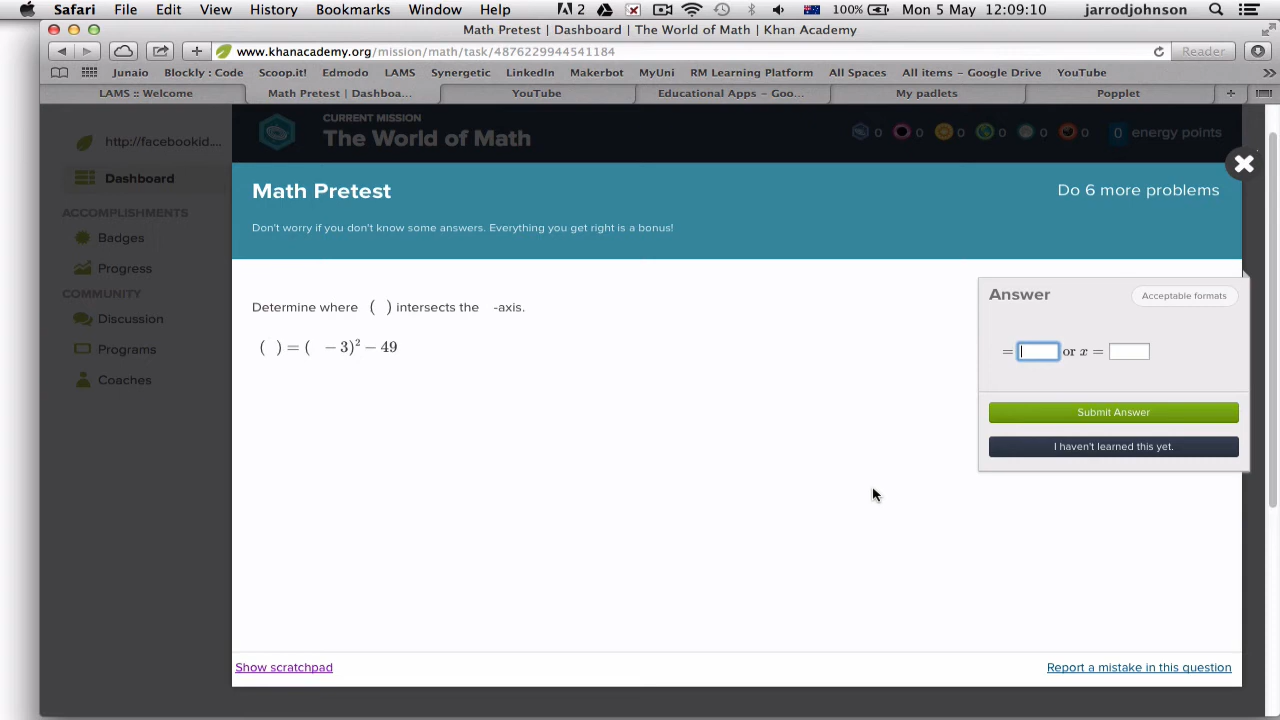 Safari File Edit View History Bookmarks Window Help 2 100% Mon 5 May 12:09:10 jarrodjohnson
Math Pretest | Dashboard | The World of Math | Khan Academy
www.khanacademy.org/mission/math/task/4876229944541184 Reader
Junaio Blockly : Code Scoop.it! Edmodo LAMS Synergetic LinkedIn Makerbot MyUni RM Learning Platform All Spaces All items – Google Drive YouTube
LAMS :: Welcome Math Pretest | Dashboa... YouTube Educational Apps – Goo... My padlets Popplet
http://facebookid....
Dashboard
ACCOMPLISHMENTS
Badges
Progress
COMMUNITY
Discussion
Programs
Coaches
CURRENT MISSION
The World of Math
0 0 0 0 0 0 0 energy points
Math Pretest
Do 6 more problems
Don't worry if you don't know some answers. Everything you get right is a bonus!
Determine where ( ) intersects the -axis.
( ) = ( − 3)² − 49
Answer
Acceptable formats
= or x =
Submit Answer
I haven't learned this yet.
Show scratchpad
Report a mistake in this question